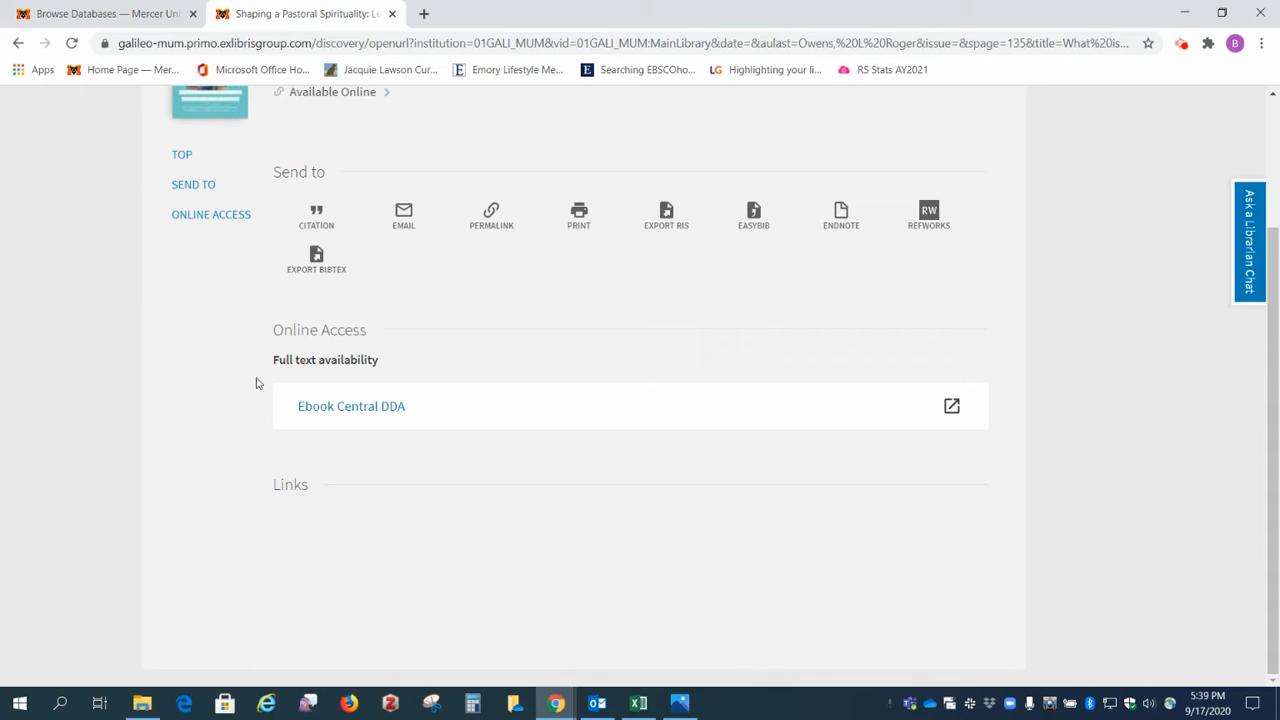 Browse Databases — Mercer Uni
Shaping a Pastoral Spirituality: Le
galileo-mum.primo.exlibrisgroup.com/discovery/openurl?institution=01GALI_MUM&vid=01GALI_MUM:MainLibrary&date=&aulast=Owens,%20L%20Roger&issue=&spage=135&title=What%20is...
B
Apps
Home Page — Mer...
Microsoft Office Ho...
Jacquie Lawson Cur...
E
Emory Lifestyle Me...
E
Searching EBSCOho...
LG
Highlighting your li...
RS Stats AY2021
Available Online
TOP
SEND TO
ONLINE ACCESS
Send to
CITATION
EMAIL
PERMALINK
PRINT
EXPORT RIS
EASYBIB
ENDNOTE
RW
REFWORKS
EXPORT BIBTEX
Online Access
Full text availability
Ebook Central DDA
Links
Ask a Librarian Chat
5:39 PM
9/17/2020